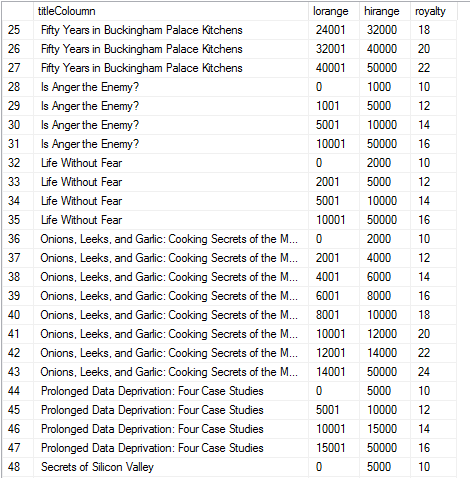 titleColoumn lorange hirange royalty
25 Fifty Years in Buckingham Palace Kitchens 24001 32000 18
26 Fifty Years in Buckingham Palace Kitchens 32001 40000 20
27 Fifty Years in Buckingham Palace Kitchens 40001 50000 22
28 Is Anger the Enemy? 0 1000 10
29 Is Anger the Enemy? 1001 5000 12
30 Is Anger the Enemy? 5001 10000 14
31 Is Anger the Enemy? 10001 50000 16
32 Life Without Fear 0 2000 10
33 Life Without Fear 2001 5000 12
34 Life Without Fear 5001 10000 14
35 Life Without Fear 10001 50000 16
36 Onions, Leeks, and Garlic: Cooking Secrets of the M... 0 2000 10
37 Onions, Leeks, and Garlic: Cooking Secrets of the M... 2001 4000 12
38 Onions, Leeks, and Garlic: Cooking Secrets of the M... 4001 6000 14
39 Onions, Leeks, and Garlic: Cooking Secrets of the M... 6001 8000 16
40 Onions, Leeks, and Garlic: Cooking Secrets of the M... 8001 10000 18
41 Onions, Leeks, and Garlic: Cooking Secrets of the M... 10001 12000 20
42 Onions, Leeks, and Garlic: Cooking Secrets of the M... 12001 14000 22
43 Onions, Leeks, and Garlic: Cooking Secrets of the M... 14001 50000 24
44 Prolonged Data Deprivation: Four Case Studies 0 5000 10
45 Prolonged Data Deprivation: Four Case Studies 5001 10000 12
46 Prolonged Data Deprivation: Four Case Studies 10001 15000 14
47 Prolonged Data Deprivation: Four Case Studies 15001 50000 16
48 Secrets of Silicon Valley 0 5000 10